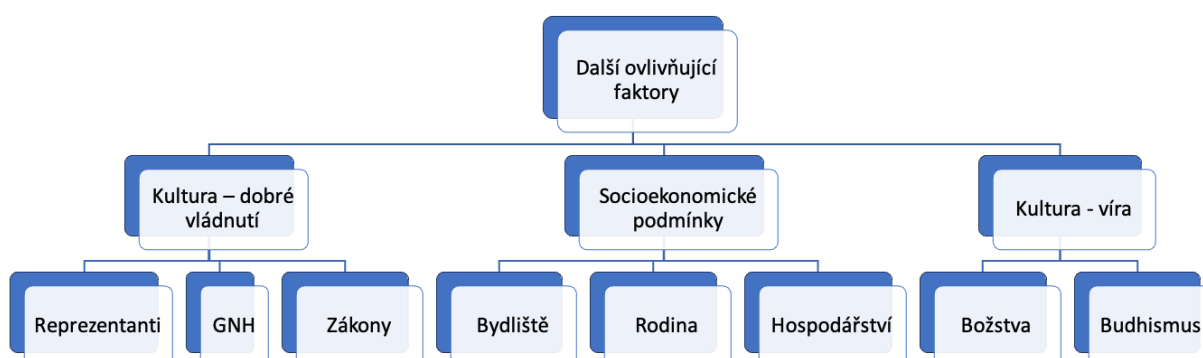 Další ovlivňující
faktory
Kultura – dobré
vládnutí
Socioekonomické
podmínky
Kultura - víra
Reprezentanti
GNH
Zákony
Bydliště
Rodina
Hospodářství
Božstva
Budhismus